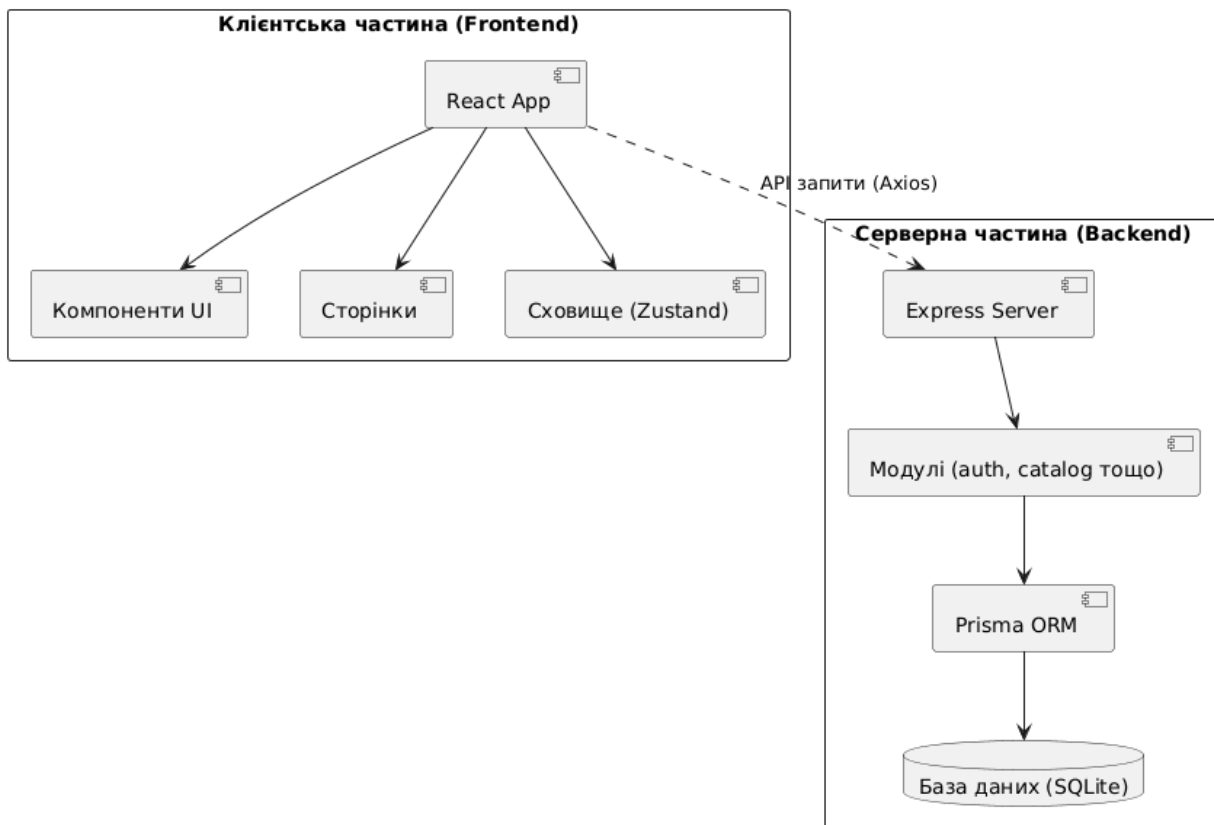 Клієнтська частина (Frontend)
React App
API запити (Axios)
Компоненти UI
Сторінки
Сховище (Zustand)
Серверна частина (Backend)
Express Server
Модулі (auth, catalog тощо)
Prisma ORM
База даних (SQLite)